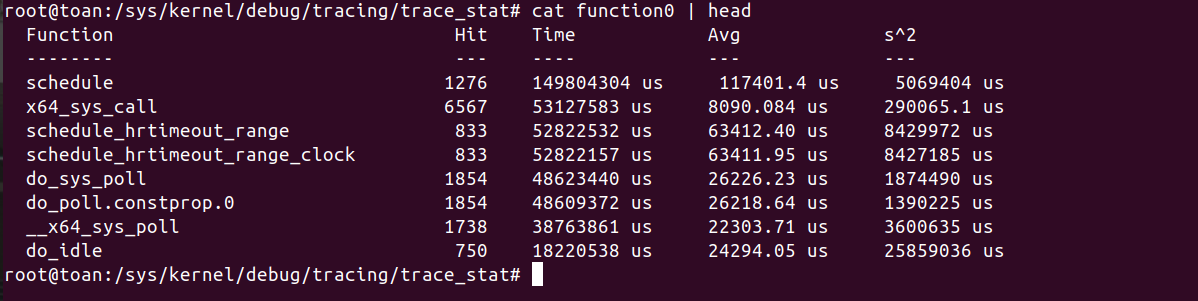 root@toan:/sys/kernel/debug/tracing/trace_stat# cat function0 | head
  Function                               Hit    Time            Avg             s^2
  --------                               ---    ----            ---             ---
  schedule                              1276    149804304 us     117401.4 us     5069404 us
  x64_sys_call                          6567    53127583 us     8090.084 us     290065.1 us
  schedule_hrtimeout_range               833    52822532 us     63412.40 us     8429972 us
  schedule_hrtimeout_range_clock         833    52822157 us     63411.95 us     8427185 us
  do_sys_poll                           1854    48623440 us     26226.23 us     1874490 us
  do_poll.constprop.0                   1854    48609372 us     26218.64 us     1390225 us
  __x64_sys_poll                        1738    38763861 us     22303.71 us     3600635 us
  do_idle                                750    18220538 us     24294.05 us     25859036 us
root@toan:/sys/kernel/debug/tracing/trace_stat#